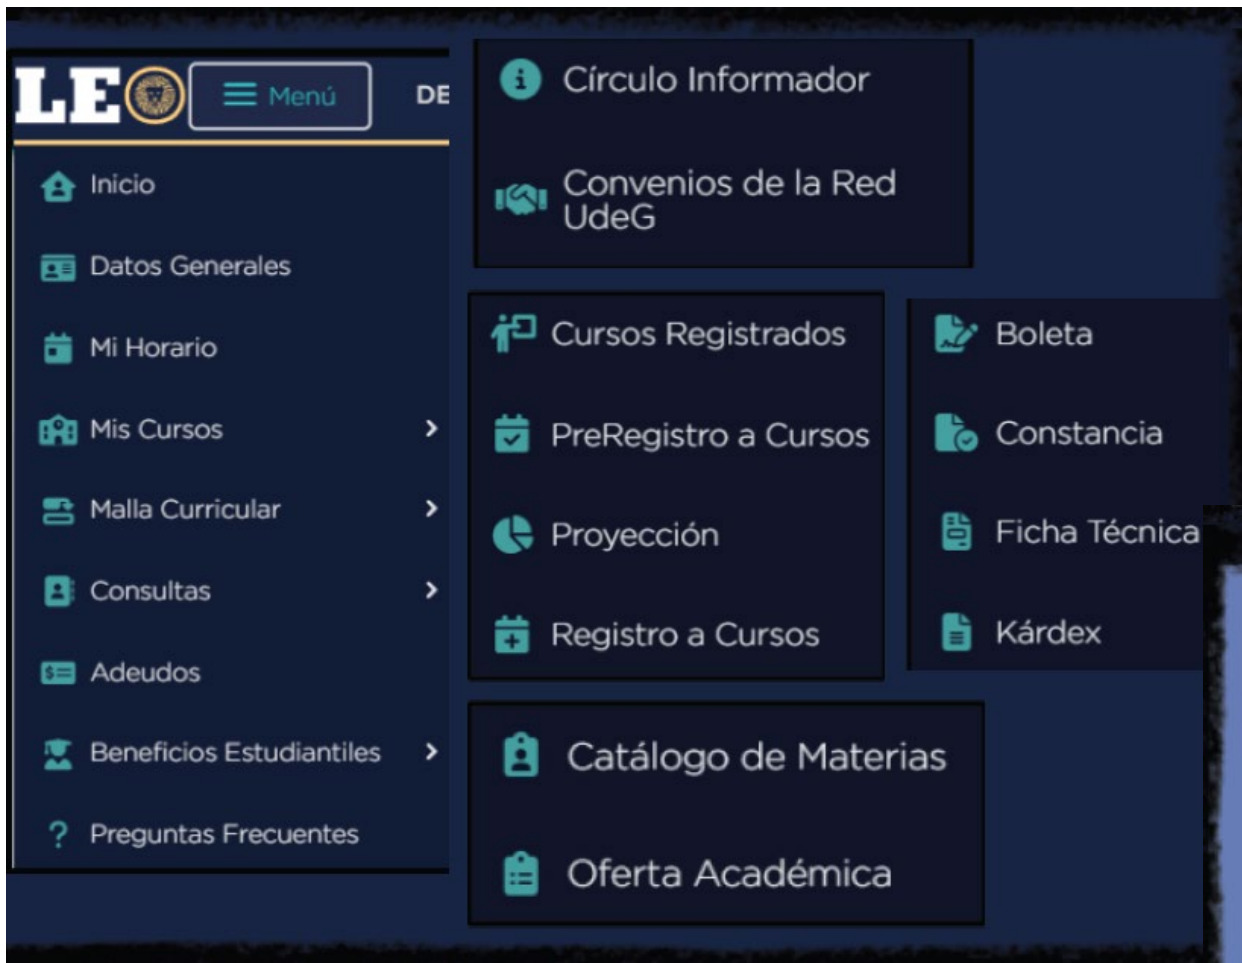 LEO
Menú
DE
Inicio
Datos Generales
Mi Horario
Mis Cursos
Malla Curricular
Consultas
Adeudos
Beneficios Estudiantiles
? Preguntas Frecuentes
Círculo Informador
Convenios de la Red
UdeG
Cursos Registrados
PreRegistro a Cursos
Proyección
Registro a Cursos
Boleta
Constancia
Ficha Técnica
Kárdex
Catálogo de Materias
Oferta Académica